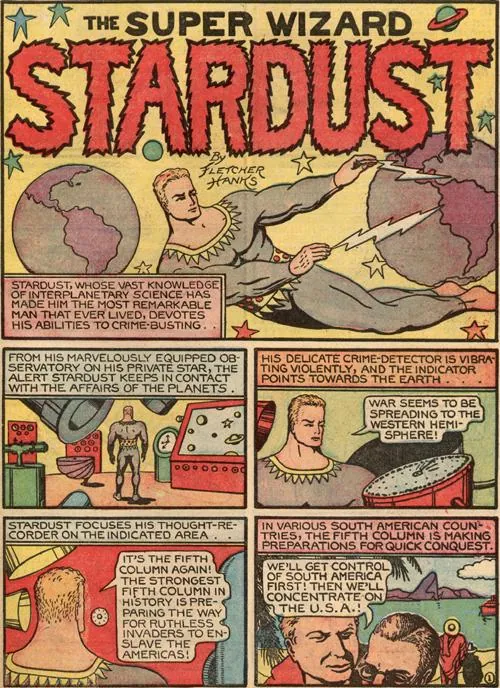 THE SUPER WIZARD
STARDUST
By
FLETCHER
HANKS
STARDUST, WHOSE VAST KNOWLEDGE
OF INTERPLANETARY SCIENCE HAS
MADE HIM THE MOST REMARKABLE
MAN THAT EVER LIVED, DEVOTES
HIS ABILITIES TO CRIME-BUSTING . .
FROM HIS MARVELOUSLY EQUIPPED OB-
SERVATORY ON HIS PRIVATE STAR, THE
ALERT STARDUST KEEPS IN CONTACT
WITH THE AFFAIRS OF THE PLANETS .
HIS DELICATE CRIME-DETECTOR IS VIBRA-
TING VIOLENTLY, AND THE INDICATOR
POINTS TOWARDS THE EARTH . .
WAR SEEMS TO BE
SPREADING TO THE
WESTERN HEMI-
SPHERE!
STARDUST FOCUSES HIS THOUGHT-RE-
CORDER ON THE INDICATED AREA .
IT'S THE FIFTH
COLUMN AGAIN!
THE STRONGEST
FIFTH COLUMN IN
HISTORY IS PRE-
PARING THE WAY
FOR RUTHLESS
INVADERS TO EN-
SLAVE THE
AMERICAS!
IN VARIOUS SOUTH AMERICAN COUN-
TRIES, THE FIFTH COLUMN IS MAKING
PREPARATIONS FOR QUICK CONQUEST.
WE'LL GET CONTROL
OF SOUTH AMERICA
FIRST! THEN WE'LL
CONCENTRATE ON
THE U.S.A.!
1